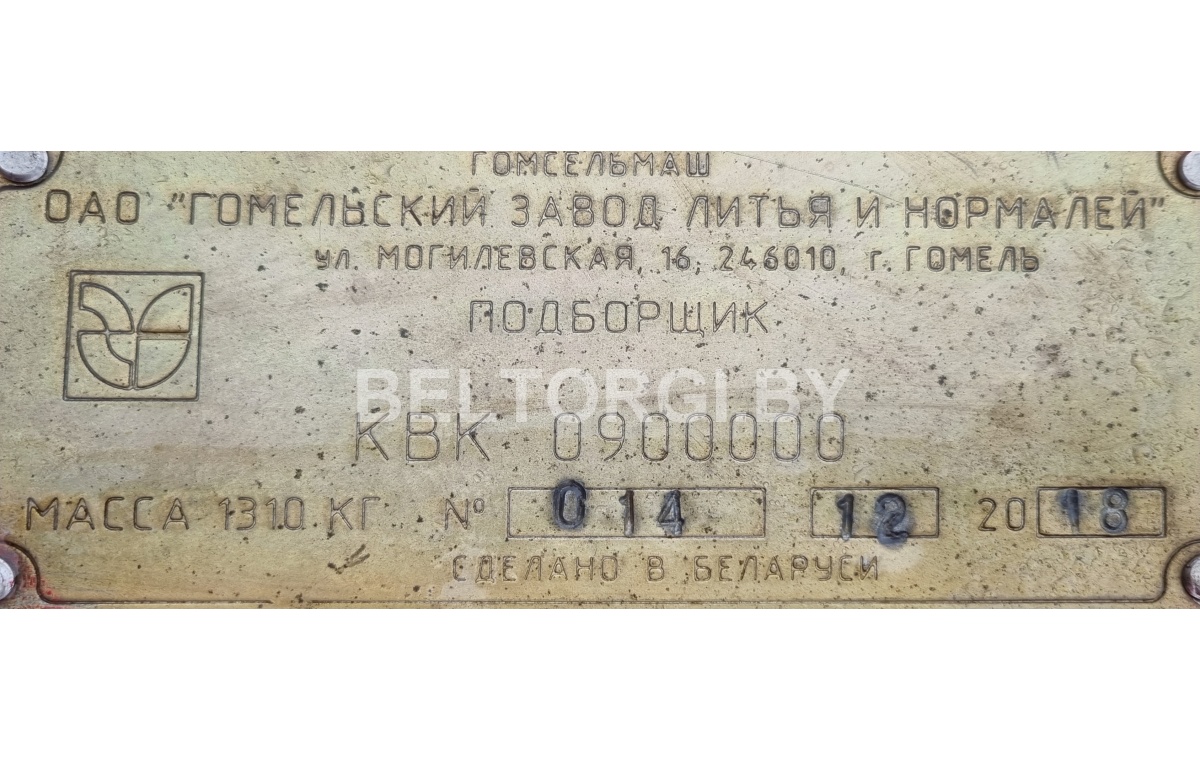 ГОМСЕЛЬМАШ
ОАО "ГОМЕЛЬСКИЙ ЗАВОД ЛИТЬЯ И НОРМАЛЕЙ"
ул. МОГИЛЕВСКАЯ, 16, 246010, г. ГОМЕЛЬ
ПОДБОРЩИК
BELTORGI.BY
КВК 0900000
МАССА 1310 КГ № 014 12 2018
СДЕЛАНО В БЕЛАРУСИ